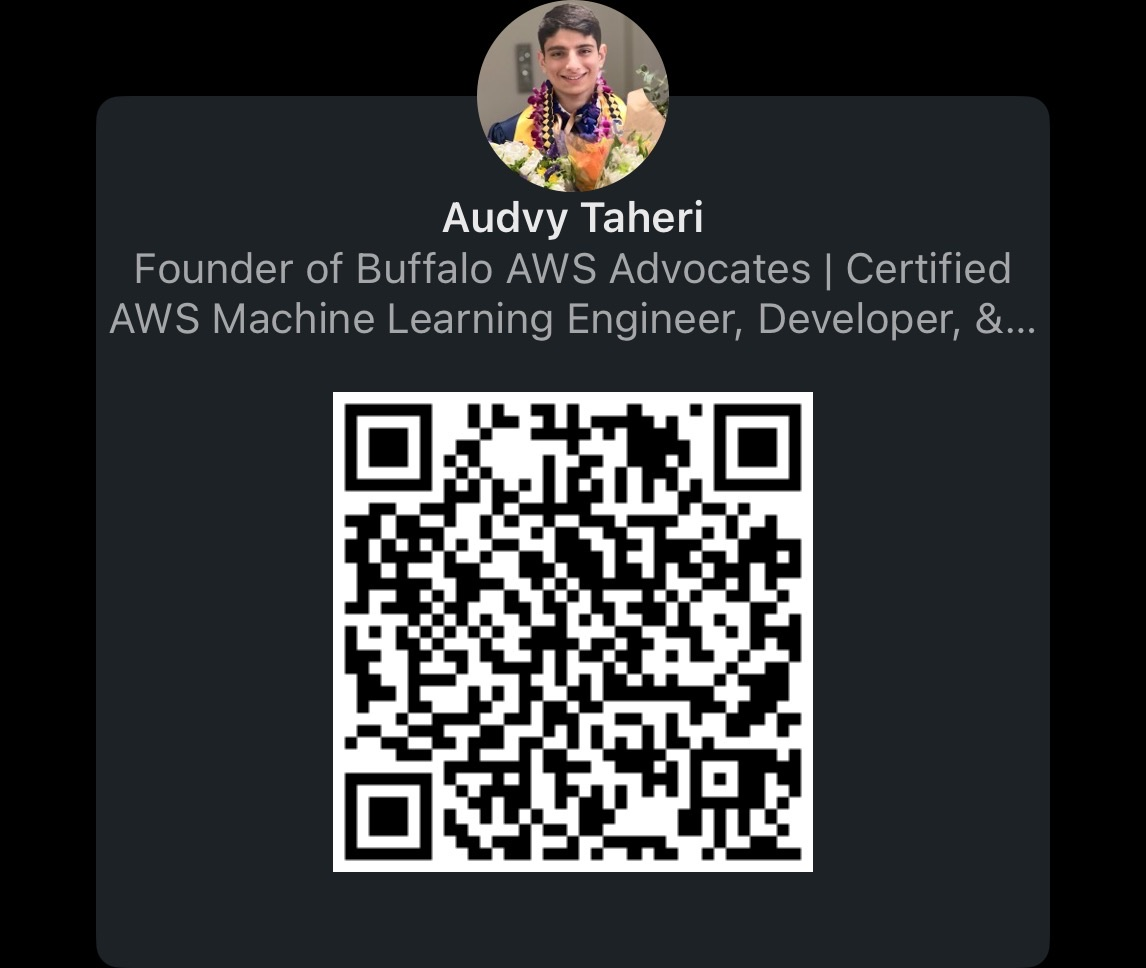 Audvy Taheri
Founder of Buffalo AWS Advocates | Certified
AWS Machine Learning Engineer, Developer, &...